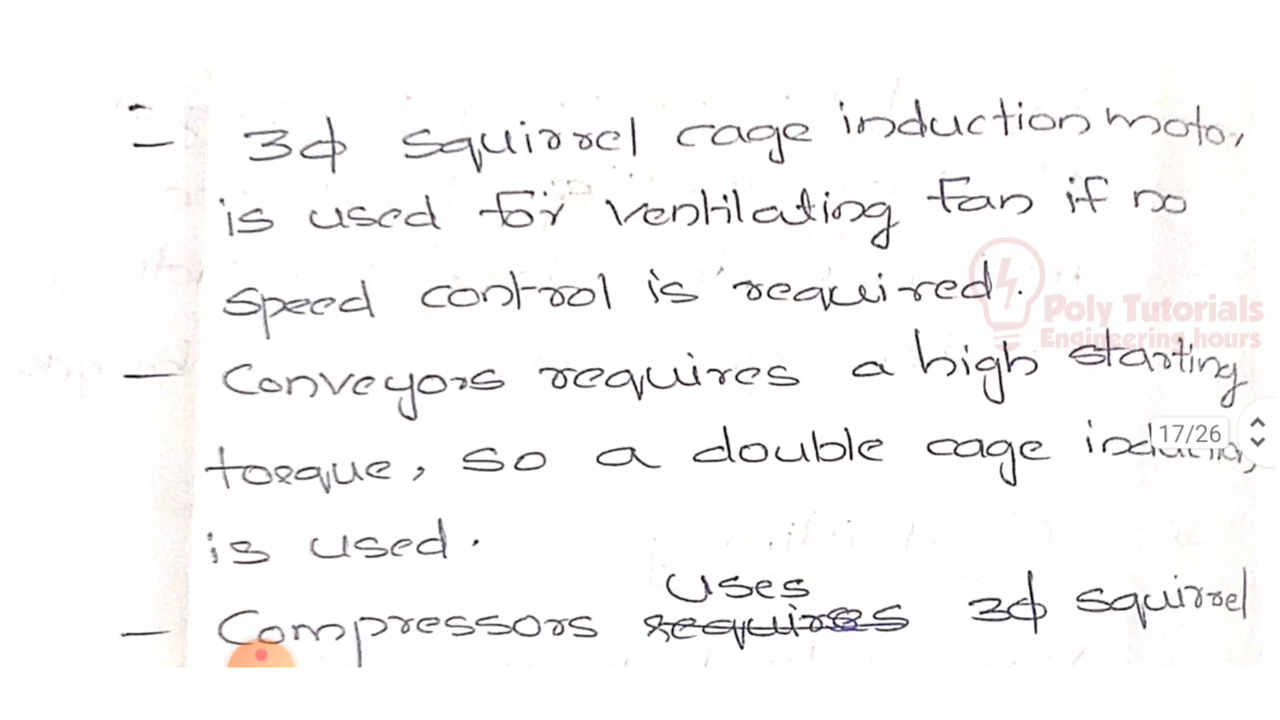 - 3ϕ squirrel cage induction moto
is used for ventilating fan if no
speed control is required.
Poly Tutorials
Engineering hours
- Conveyors requires a high starting
17/26
torque, so a double cage
is used.
uses
- Compressors requires 3ϕ squirrel